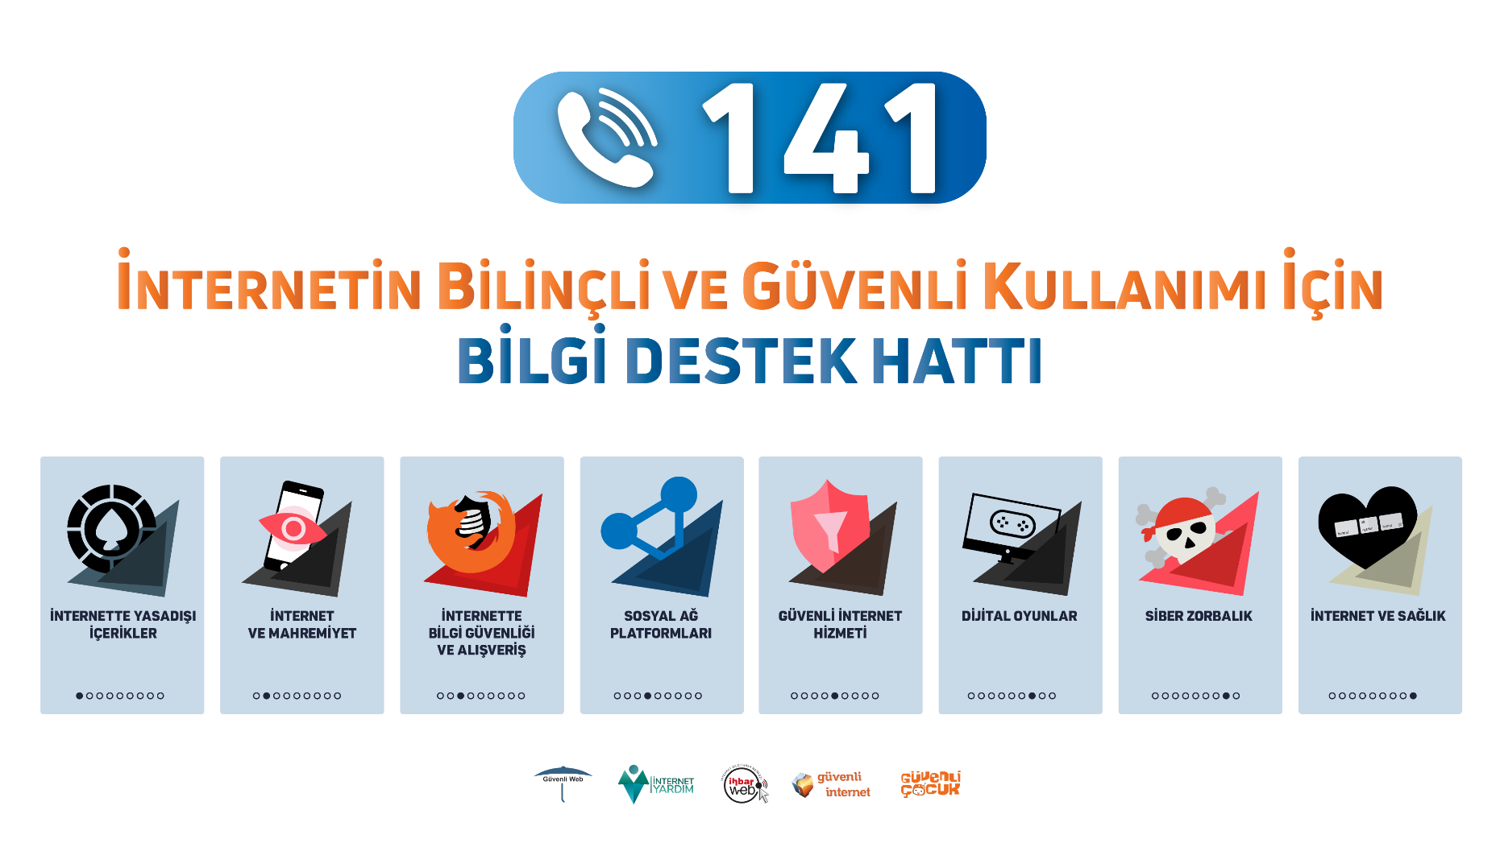 141
İNTERNETİN BİLİNÇLİ VE GÜVENLİ KULLANIMI İÇİN
BİLGİ DESTEK HATTI
İNTERNETTE YASADIŞI
İÇERİKLER
İNTERNET
VE MAHREMİYET
İNTERNETTE
BİLGİ GÜVENLİĞİ
VE ALIŞVERİŞ
SOSYAL AĞ
PLATFORMLARI
GÜVENLİ İNTERNET
HİZMETİ
DİJİTAL OYUNLAR
SİBER ZORBALIK
İNTERNET VE SAĞLIK
Güvenli Web
İNTERNET
YARDIM
ihbar
web
güvenli
internet
GÜVENLİ
ÇOCUK